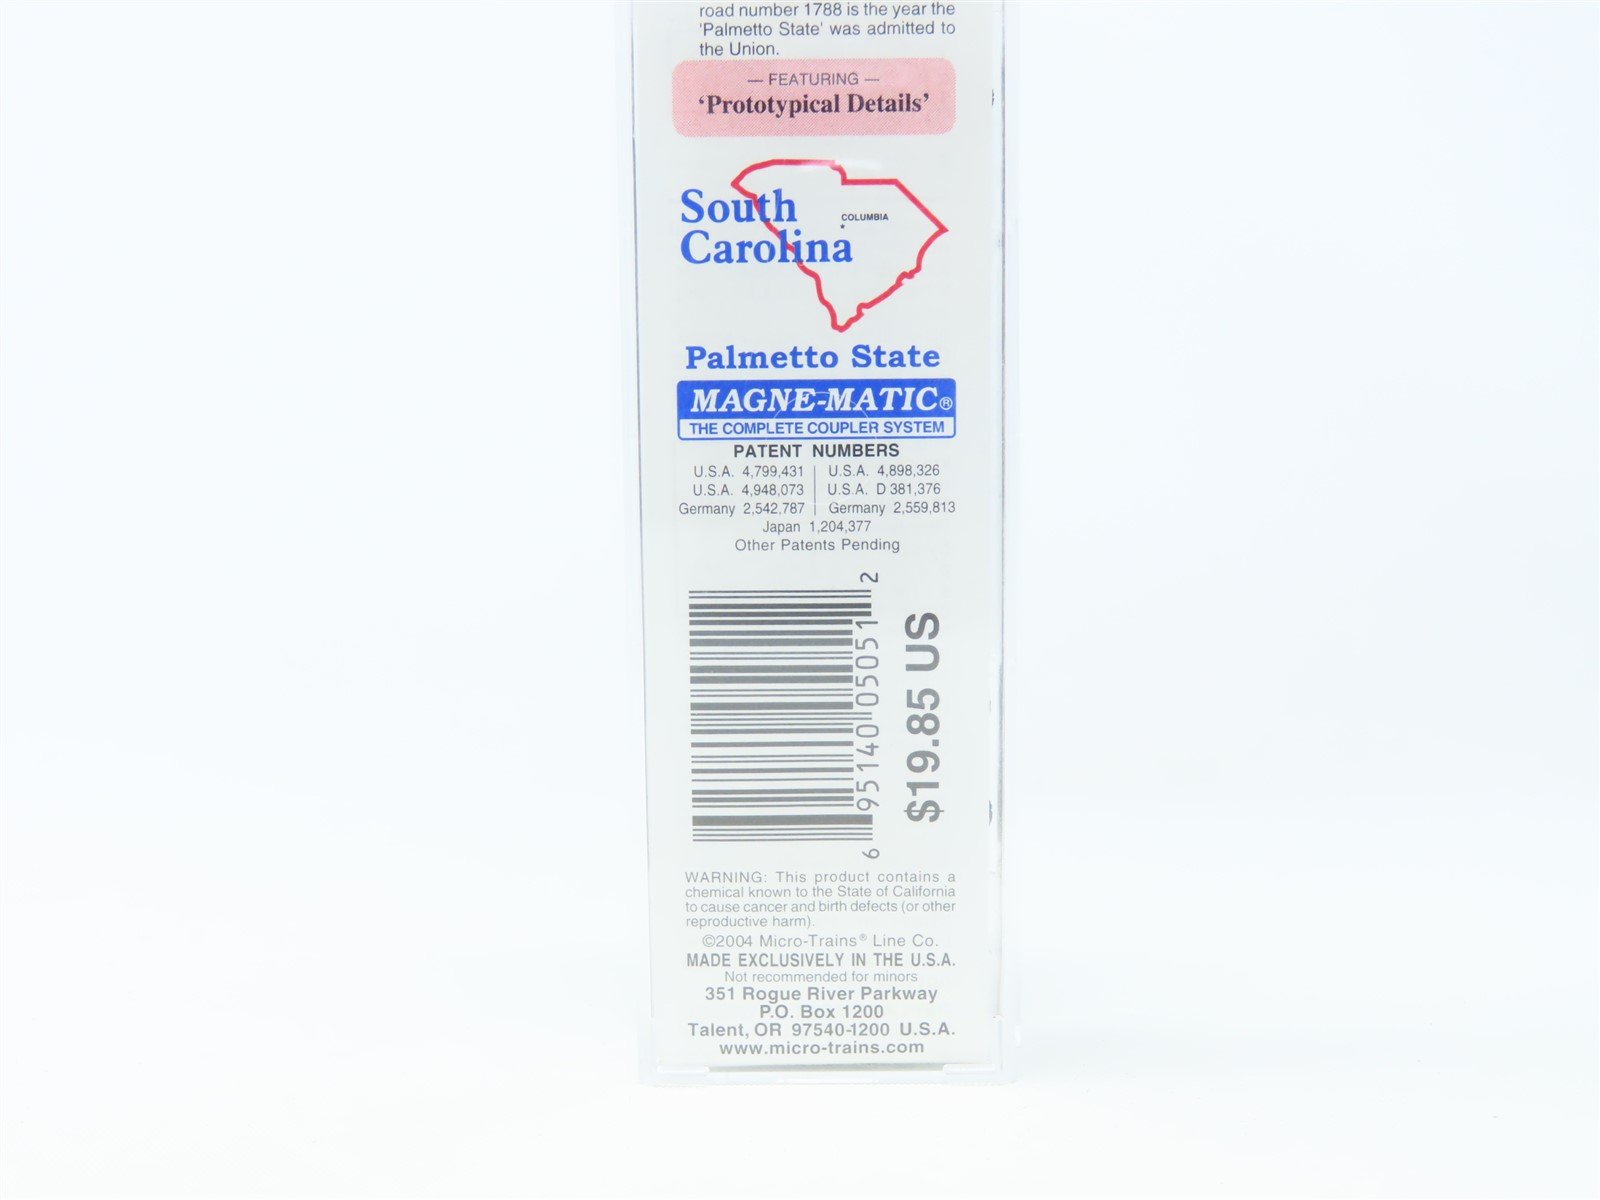 road number 1788 is the year the
'Palmetto State' was admitted to
the Union.
— FEATURING —
‘Prototypical Details’
South
Carolina
COLUMBIA
Palmetto State
MAGNE-MATIC®
THE COMPLETE COUPLER SYSTEM
PATENT NUMBERS
U.S.A. 4,799,431 | U.S.A. 4,898,326
U.S.A. 4,948,073 | U.S.A. D 381,376
Germany 2,542,787 | Germany 2,559,813
Japan 1,204,377
Other Patents Pending
6 95140 05051 2
$19.85 US
WARNING: This product contains a
chemical known to the State of California
to cause cancer and birth defects (or other
reproductive harm).
©2004 Micro-Trains® Line Co.
MADE EXCLUSIVELY IN THE U.S.A.
Not recommended for minors
351 Rogue River Parkway
P.O. Box 1200
Talent, OR 97540-1200 U.S.A.
www.micro-trains.com